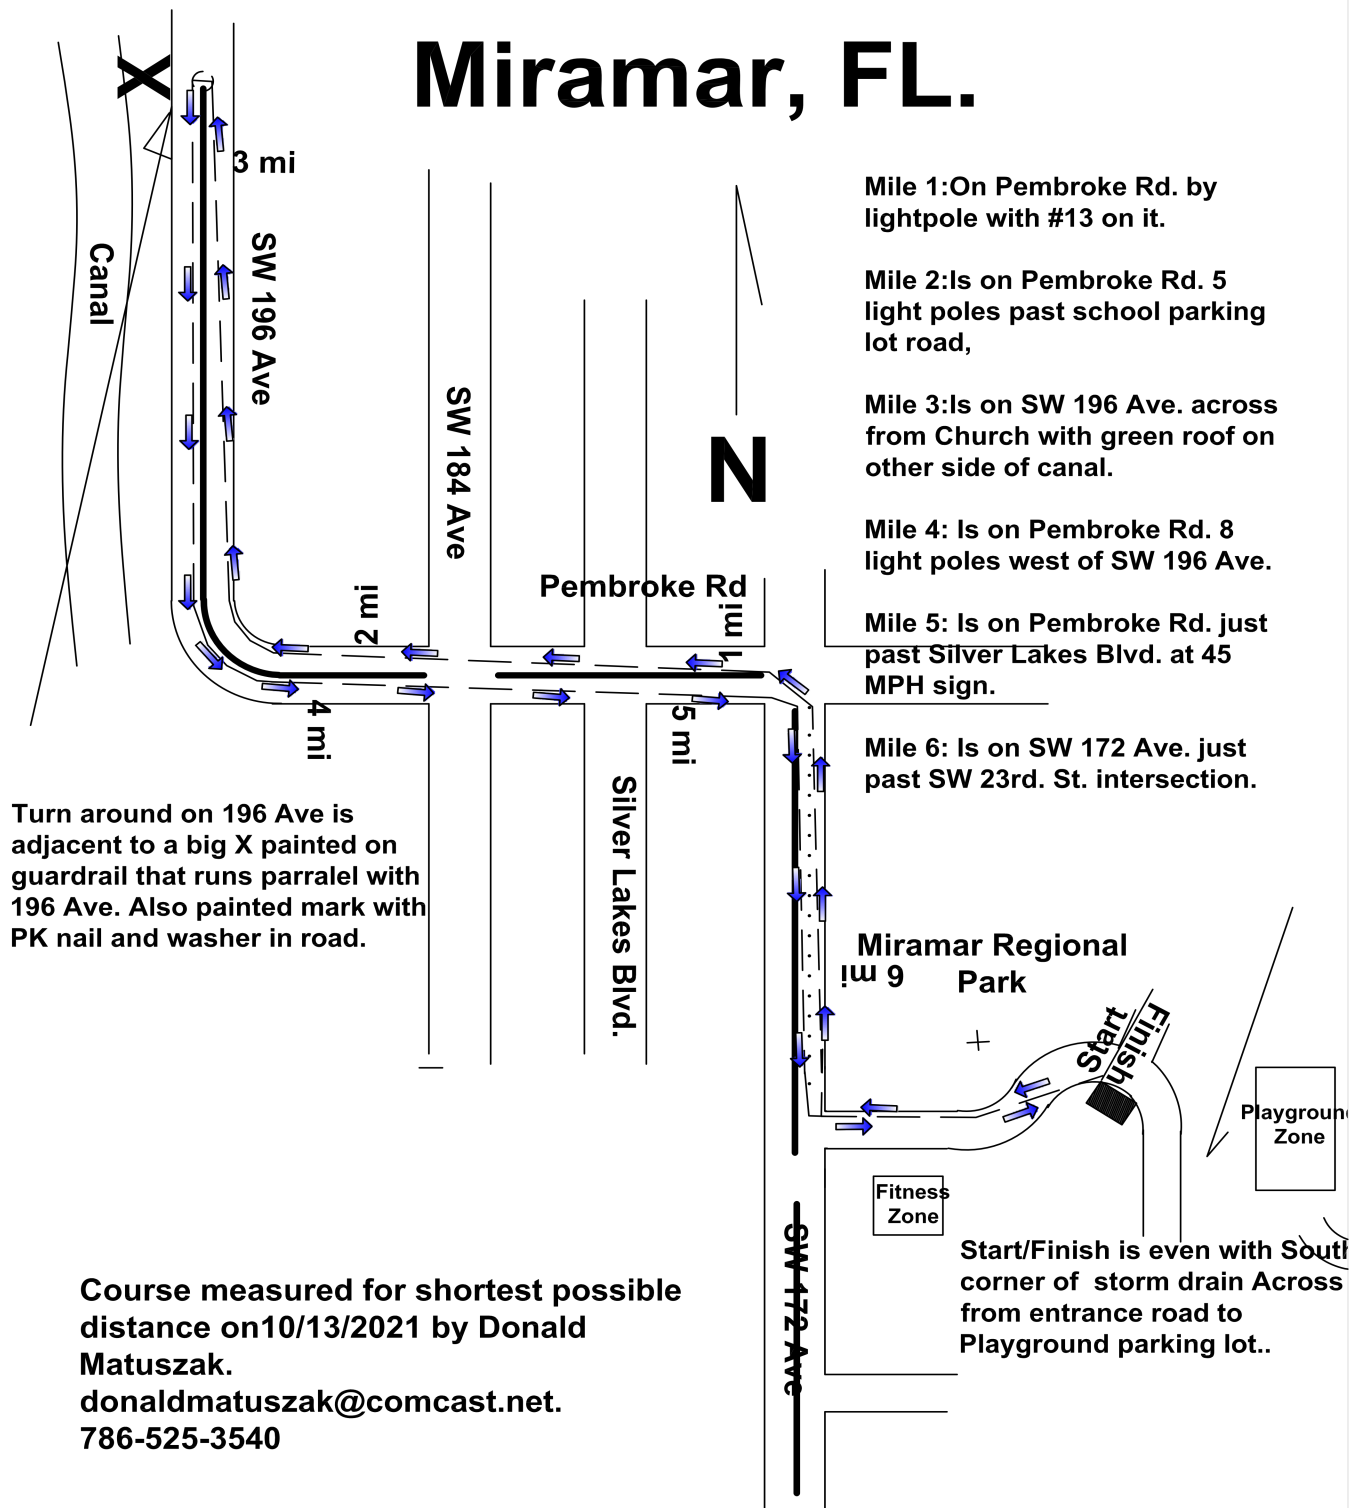 Miramar, FL.
X
3 mi
Mile 1:On Pembroke Rd. by
lightpole with #13 on it.
Canal
SW 196 Ave
Mile 2:Is on Pembroke Rd. 5
light poles past school parking
lot road,
SW 184 Ave
N
Mile 3:Is on SW 196 Ave. across
from Church with green roof on
other side of canal.
Mile 4: Is on Pembroke Rd. 8
light poles west of SW 196 Ave.
Pembroke Rd
2 mi
1 mi
Mile 5: Is on Pembroke Rd. just
past Silver Lakes Blvd. at 45
MPH sign.
4 mi
5 mi
Mile 6: Is on SW 172 Ave. just
past SW 23rd. St. intersection.
Turn around on 196 Ave is
adjacent to a big X painted on
guardrail that runs parralel with
196 Ave. Also painted mark with
PK nail and washer in road.
Silver Lakes Blvd.
Miramar Regional
Park
6 mi
Start
Finish
Playground
Zone
Fitness
Zone
SW 172 Ave
Start/Finish is even with South
corner of  storm drain Across
from entrance road to
Playground parking lot..
Course measured for shortest possible
distance on10/13/2021 by Donald
Matuszak.
donaldmatuszak@comcast.net.
786-525-3540